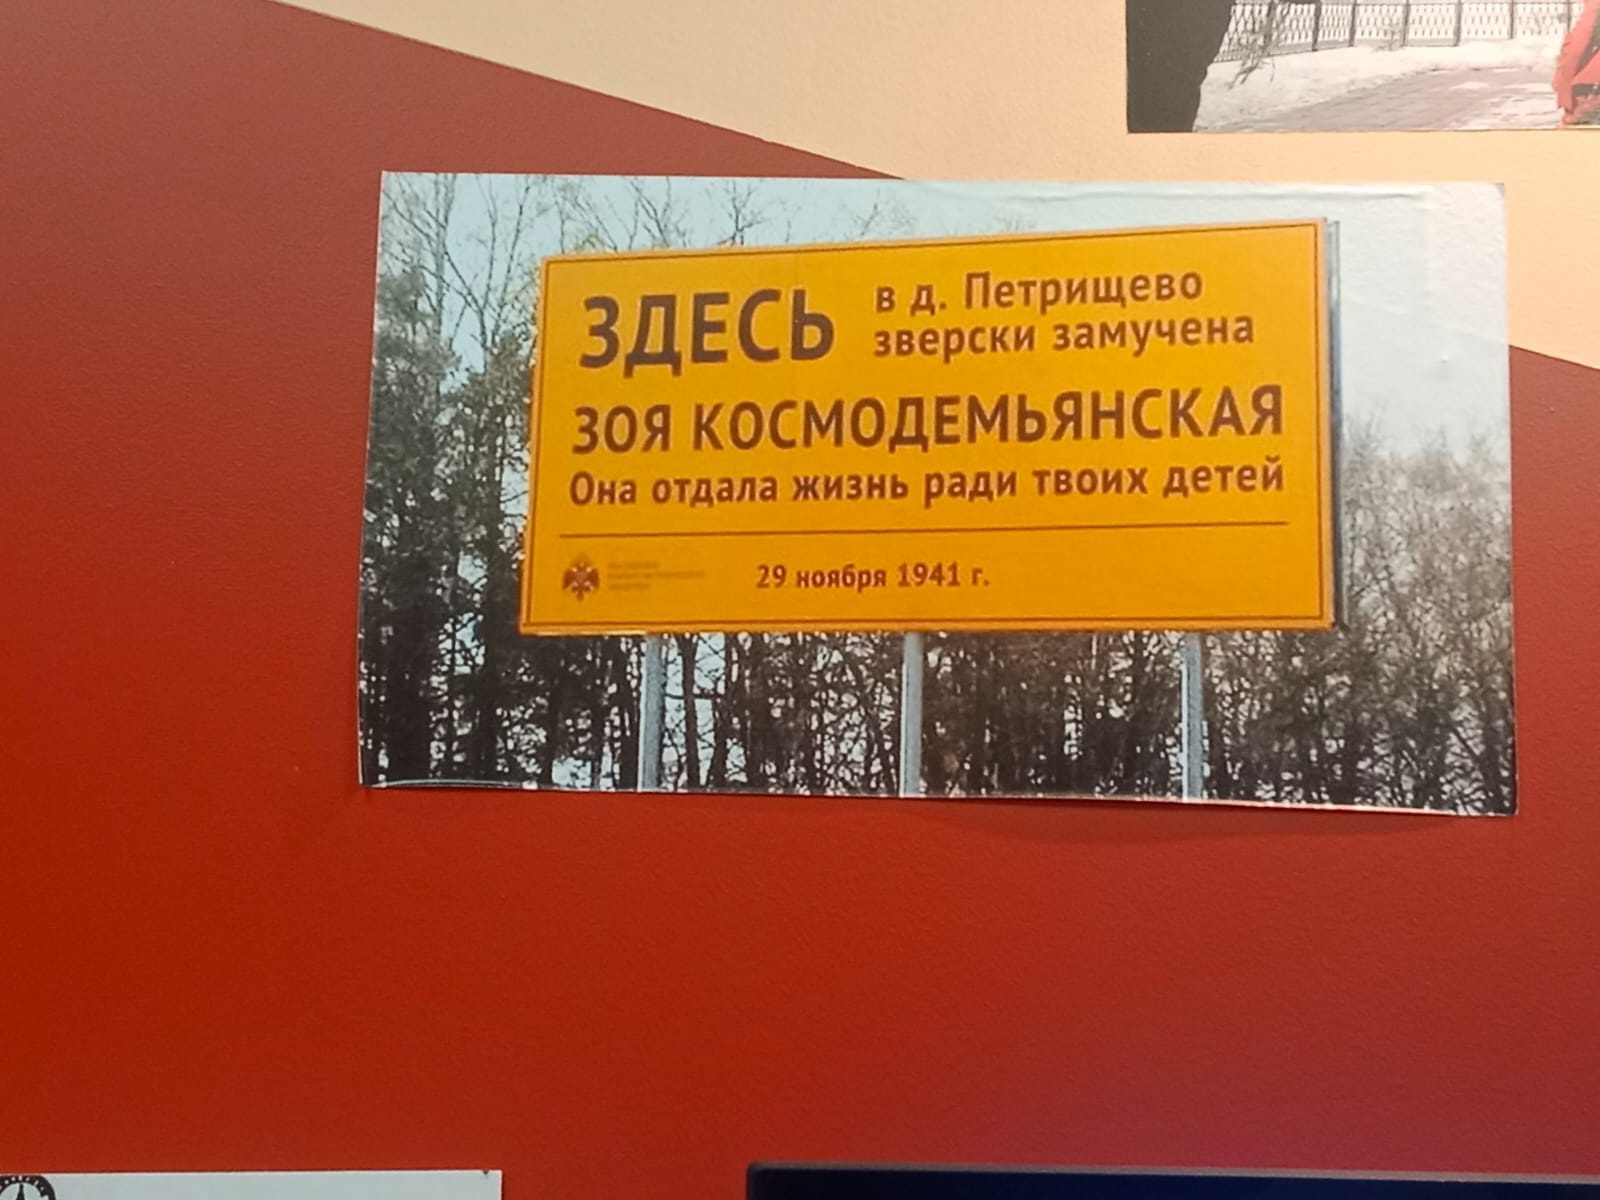 ЗДЕСЬ
в д. Петрищево
зверски замучена
ЗОЯ КОСМОДЕМЬЯНСКАЯ
Она отдала жизнь ради твоих детей
29 ноября 1941 г.